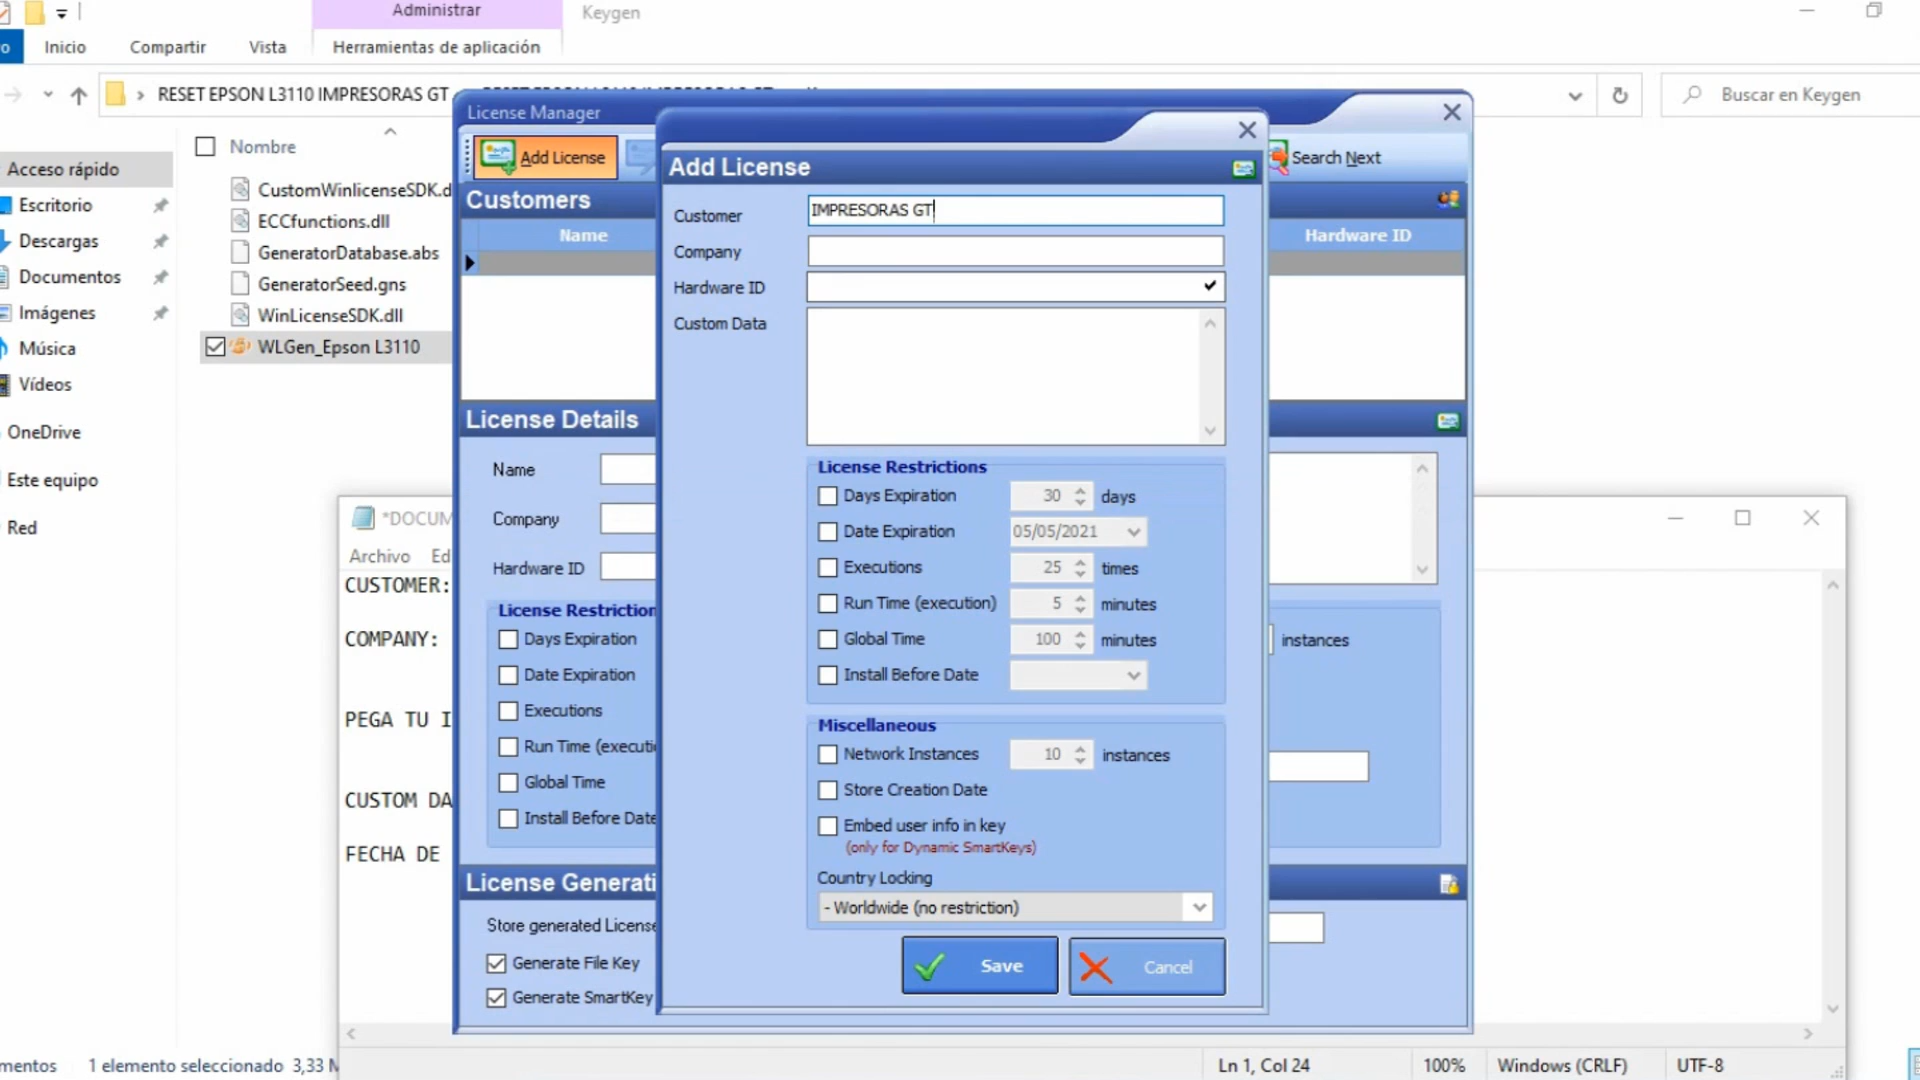 Administrar
Keygen
Inicio
Compartir
Vista
Herramientas de aplicación
RESET EPSON L3110 IMPRESORAS GT
Buscar en Keygen
Nombre
Acceso rápido
Escritorio
Descargas
Documentos
Imágenes
Música
Vídeos
OneDrive
Este equipo
Red
CustomWinlicenseSDK.d
ECCfunctions.dll
GeneratorDatabase.abs
GeneratorSeed.gns
WinLicenseSDK.dll
WLGen_Epson L3110
License Manager
Add License
Search Next
Customers
Name
Hardware ID
License Details
Name
Company
Hardware ID
License Restriction
Days Expiration
Date Expiration
Executions
Run Time (executi
Global Time
Install Before Date
instances
License Generati
Store generated License
Generate File Key
Generate SmartKey
Add License
Customer
IMPRESORAS GT
Company
Hardware ID
Custom Data
License Restrictions
Days Expiration 30 days
Date Expiration 05/05/2021
Executions 25 times
Run Time (execution) 5 minutes
Global Time 100 minutes
Install Before Date
Miscellaneous
Network Instances 10 instances
Store Creation Date
Embed user info in key
(only for Dynamic SmartKeys)
Country Locking
- Worldwide (no restriction)
Save
Cancel
*DOCUM
Archivo Ed
CUSTOMER:
COMPANY:
PEGA TU I
CUSTOM DA
FECHA DE
mentos
1 elemento seleccionado 3,33 M
Ln 1, Col 24
100%
Windows (CRLF)
UTF-8